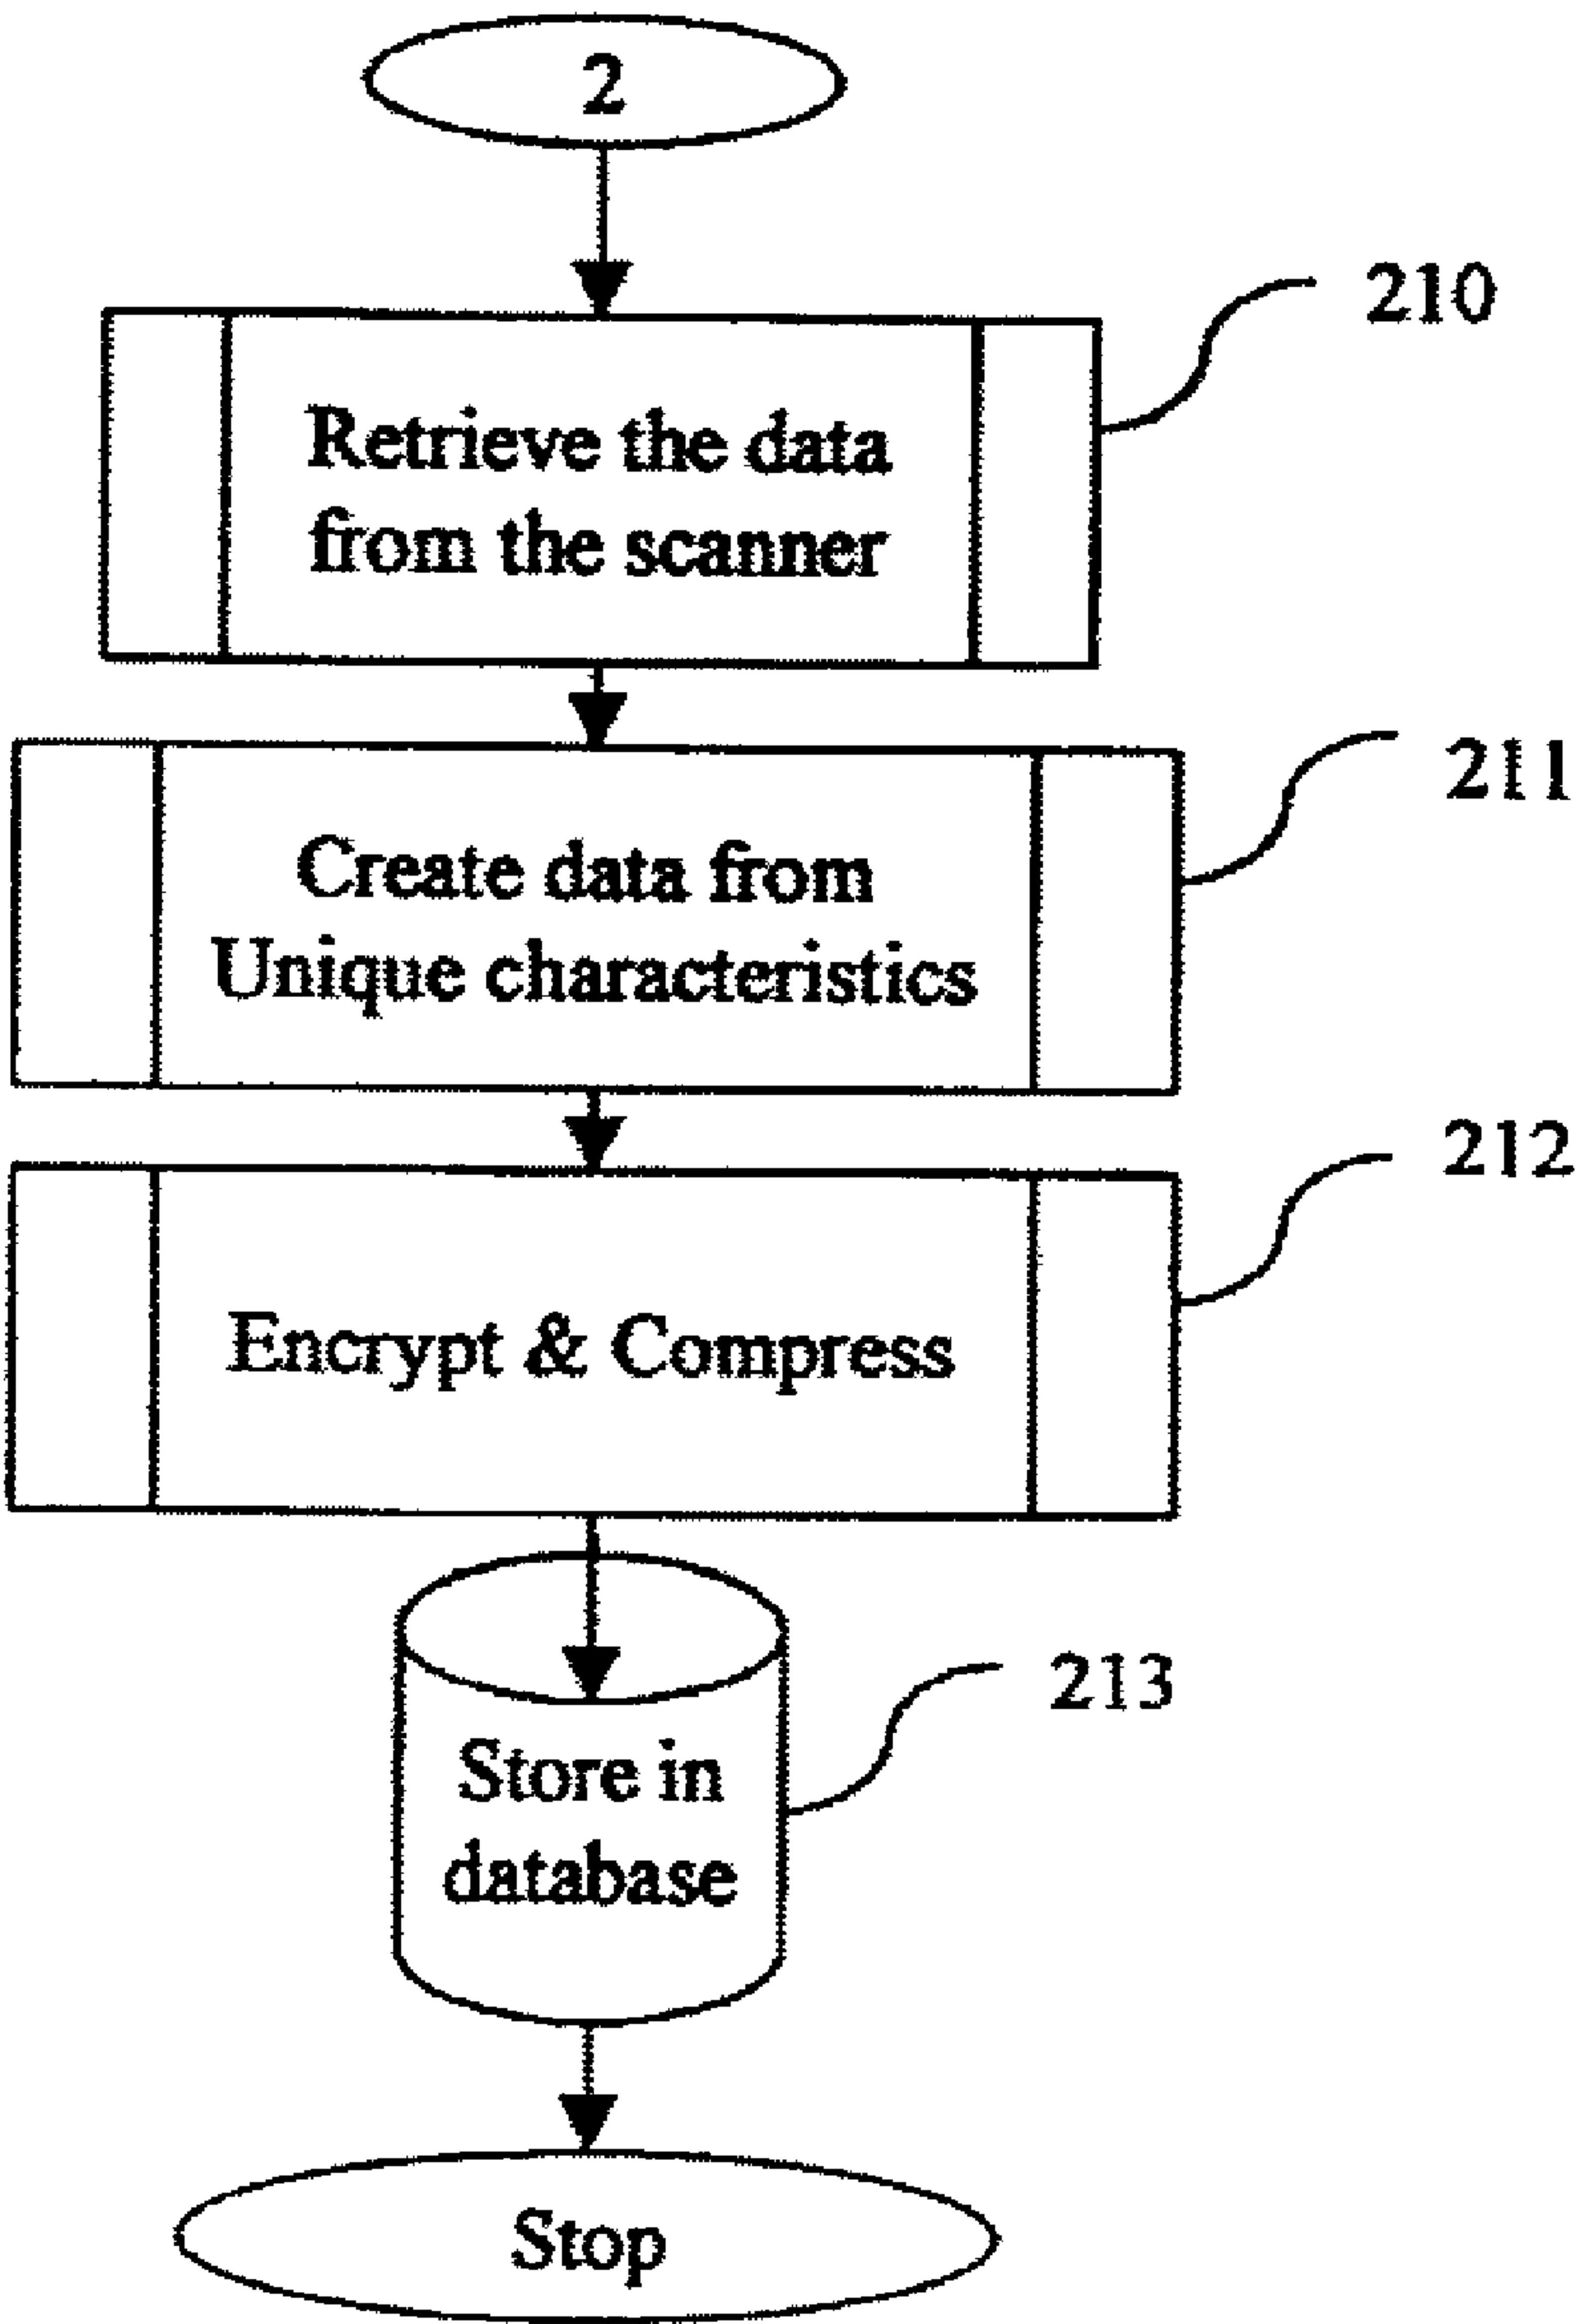 2
210
Retrieve the data
from the scanner
211
Create data from
Unique characteristics
212
Encrypt & Compress
213
Store in
database
Stop